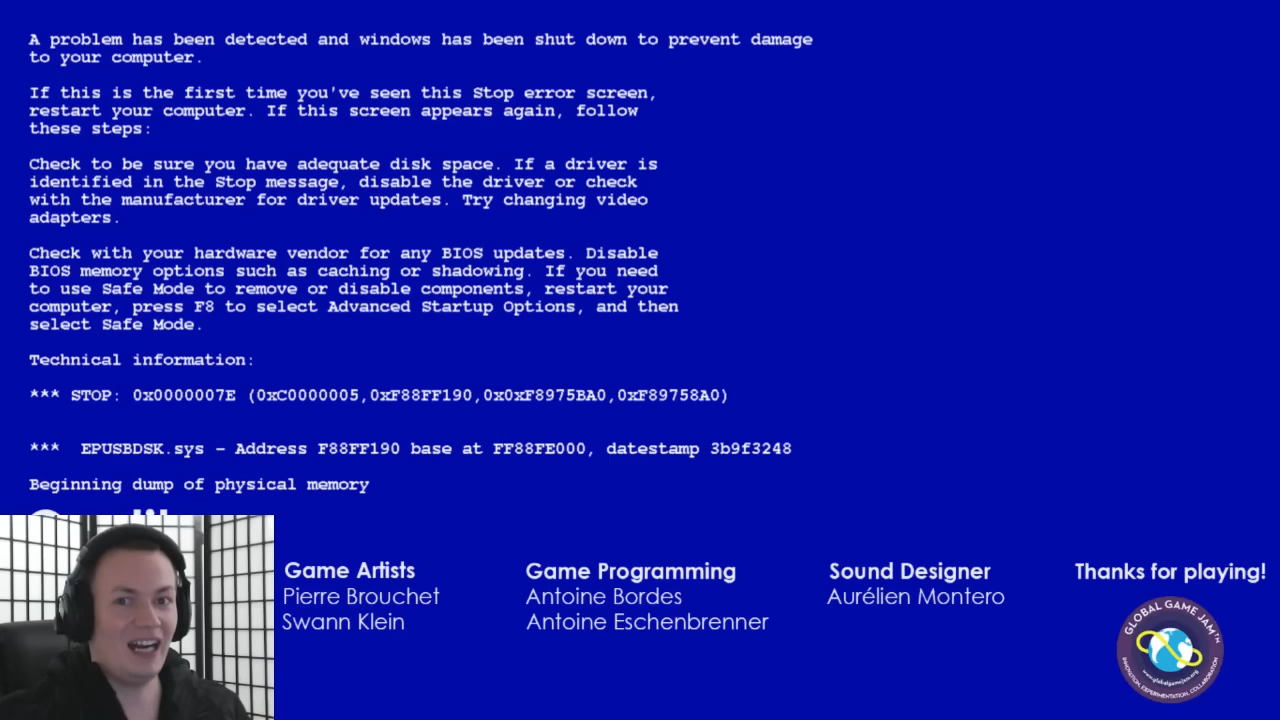 A problem has been detected and windows has been shut down to prevent damage
to your computer.
If this is the first time you've seen this Stop error screen,
restart your computer. If this screen appears again, follow
these steps:
Check to be sure you have adequate disk space. If a driver is
identified in the Stop message, disable the driver or check
with the manufacturer for driver updates. Try changing video
adapters.
Check with your hardware vendor for any BIOS updates. Disable
BIOS memory options such as caching or shadowing. If you need
to use Safe Mode to remove or disable components, restart your
computer, press F8 to select Advanced Startup Options, and then
select Safe Mode.
Technical information:
*** STOP: 0x0000007E (0xC0000005,0xF88FF190,0x0xF8975BA0,0xF89758A0)
*** EPUSBDSK.sys – Address F88FF190 base at FF88FE000, datestamp 3b9f3248
Beginning dump of physical memory
Game Artists
Pierre Brouchet
Swann Klein
Game Programming
Antoine Bordes
Antoine Eschenbrenner
Sound Designer
Aurélien Montero
Thanks for playing!
GLOBAL GAME JAM™
www.globalgamejam.org
INNOVATION, EXPERIMENTATION, COLLABORATION